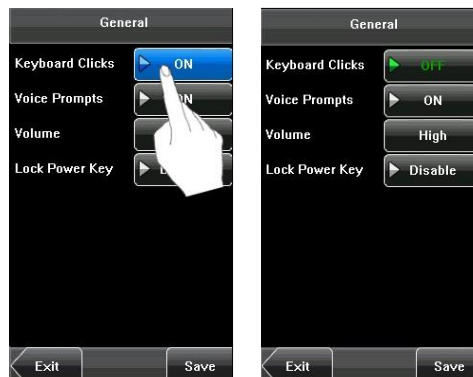 General
Keyboard Clicks ON
Voice Prompts ON
Volume
Lock Power Key
Exit Save
General
Keyboard Clicks OFF
Voice Prompts ON
Volume High
Lock Power Key Disable
Exit Save